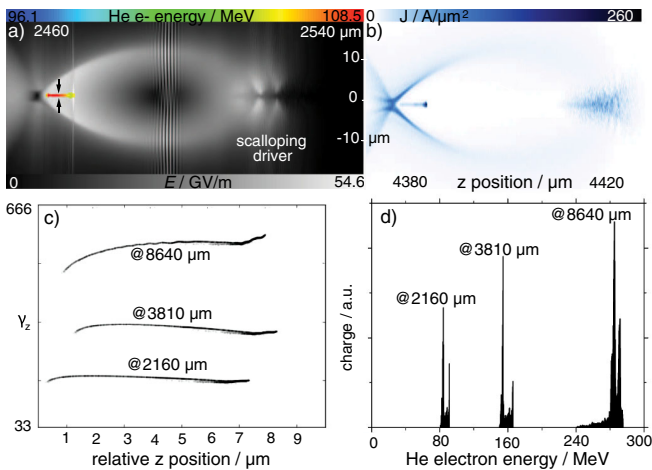 96.1 He e- energy / MeV 108.5
a) 2460 2540 µm
scalloping
driver
0 E / GV/m 54.6
0 J / A/µm² 260
b)
10
0
-10
µm
4380 z position / µm 4420
c)
666
γz
33
@8640 µm
@3810 µm
@2160 µm
1 2 3 4 5 6 7 8 9
relative z position / µm
d)
charge / a.u.
@8640 µm
@3810 µm
@2160 µm
0 80 160 240 300
He electron energy / MeV